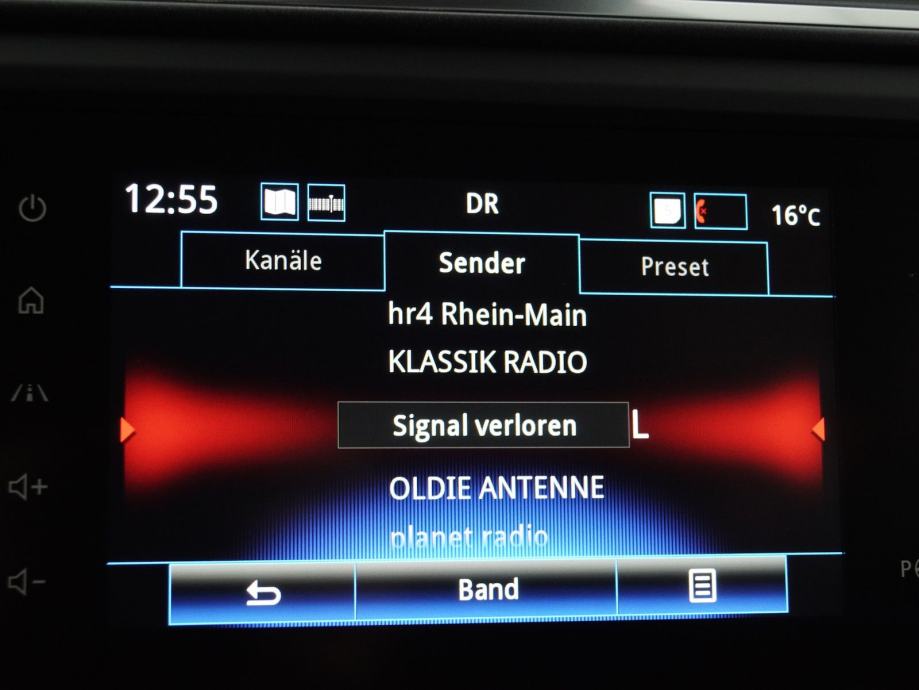 12:55 DR 16°C
Kanäle Sender Preset
hr4 Rhein-Main
KLASSIK RADIO
Signal verloren L
OLDIE ANTENNE
planet radio
Band